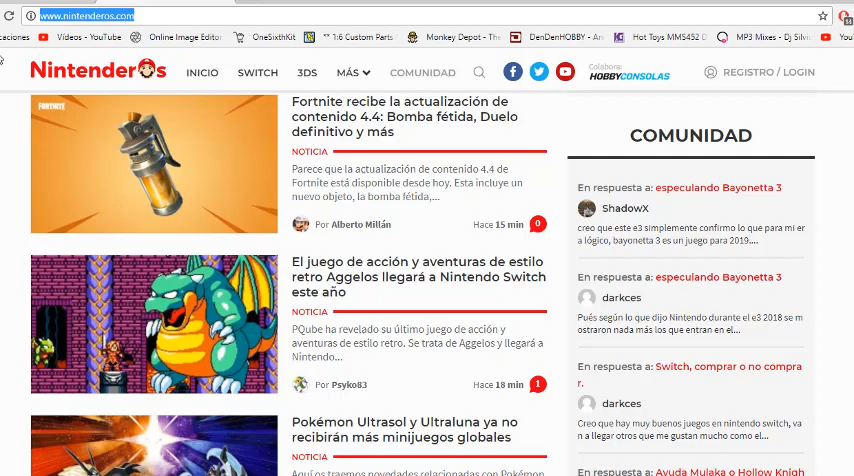 www.nintenderos.com
caciones
Vídeos - YouTube
Online Image Editor
OneSixthKit
** 1:6 Custom Parts
Monkey Depot - The
DenDenHOBBY - An
Hot Toys MMS452 D
MP3 Mixes - Dj Silvi
You
Nintenderos
INICIO
SWITCH
3DS
MÁS
COMUNIDAD
Colabora:
HOBBYCONSOLAS
REGISTRO / LOGIN
FORTNITE
Fortnite recibe la actualización de
contenido 4.4: Bomba fétida, Duelo
definitivo y más
NOTICIA
Parece que la actualización de contenido 4.4 de
Fortnite está disponible desde hoy. Esta incluye un
nuevo objeto, la bomba fétida,...
Por Alberto Millán
Hace 15 min
0
El juego de acción y aventuras de estilo
retro Aggelos llegará a Nintendo Switch
este año
NOTICIA
PQube ha revelado su último juego de acción y
aventuras de estilo retro. Se trata de Aggelos y llegará a
Nintendo...
Por Psyko83
Hace 18 min
1
Pokémon Ultrasol y Ultraluna ya no
recibirán más minijuegos globales
NOTICIA
Aquí os traemos novedades relacionadas con Pokémon
COMUNIDAD
En respuesta a: especulando Bayonetta 3
ShadowX
creo que este e3 simplemente confirmo lo que para mi er
a lógico, bayonetta 3 es un juego para 2019....
En respuesta a: especulando Bayonetta 3
darkces
Pués según lo que dijo Nintendo durante el e3 2018 se m
ostraron nada más los que entran en el...
En respuesta a: Switch, comprar o no compra
r.
darkces
Creo que hay muy buenos juegos en nintendo switch, va
n a llegar otros que me gustan mucho como el...
En respuesta a: Ayuda Mulaka o Hollow Knigh